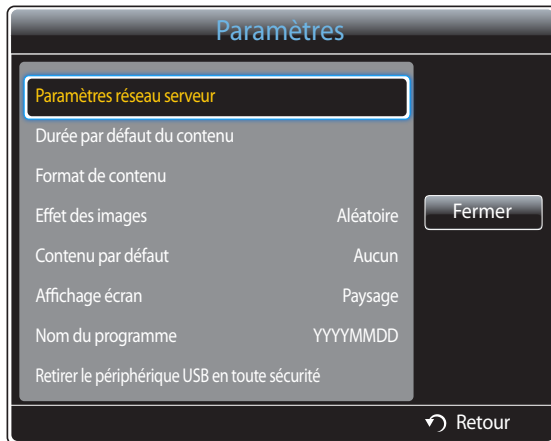 Paramètres
Paramètres réseau serveur
Durée par défaut du contenu
Format de contenu
Effet des images Aléatoire
Contenu par défaut Aucun
Affichage écran Paysage
Nom du programme YYYYMMDD
Retirer le périphérique USB en toute sécurité
Fermer
Retour